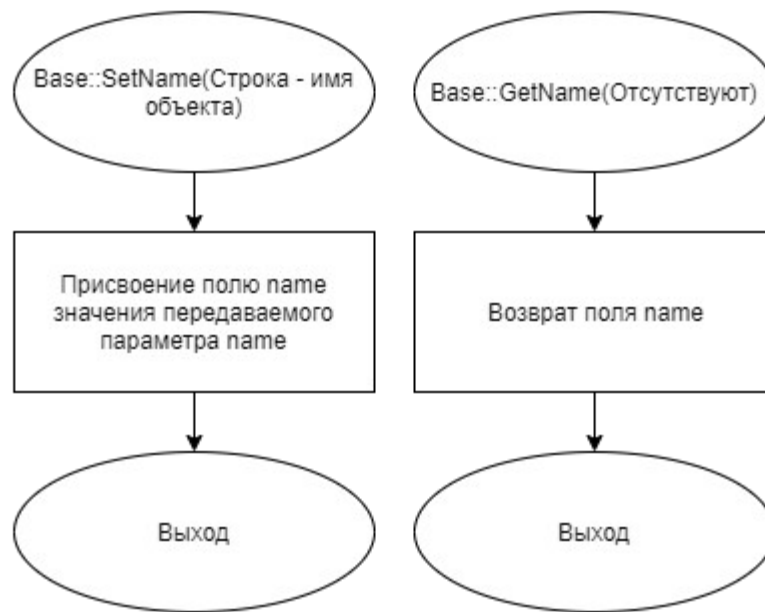 Base::SetName(Строка - имя
объекта)
Присвоение полю name
значения передаваемого
параметра name
Выход
Base::GetName(Отсутствуют)
Возврат поля name
Выход